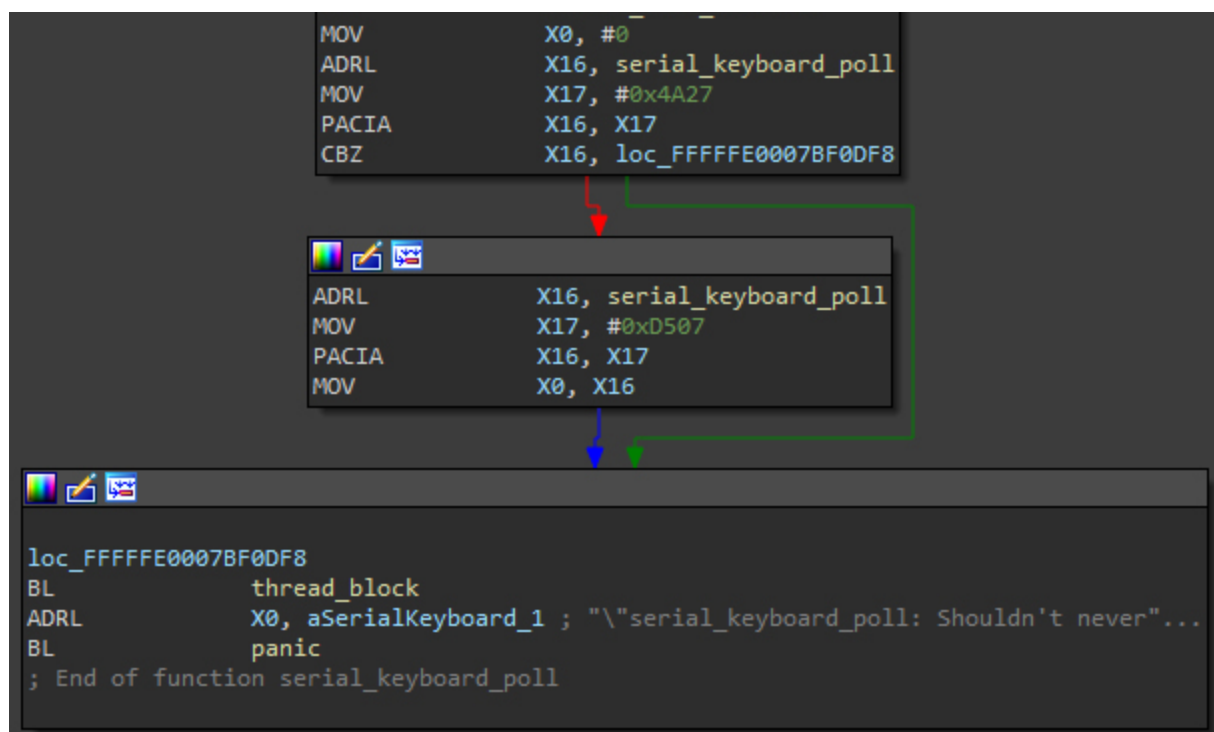 MOV X0, #0
ADRL X16, serial_keyboard_poll
MOV X17, #0x4A27
PACIA X16, X17
CBZ X16, loc_FFFFFE0007BF0DF8
ADRL X16, serial_keyboard_poll
MOV X17, #0xD507
PACIA X16, X17
MOV X0, X16
loc_FFFFFE0007BF0DF8
BL thread_block
ADRL X0, aSerialKeyboard_1 ; "\"serial_keyboard_poll: Shouldn't never"...
BL panic
; End of function serial_keyboard_poll